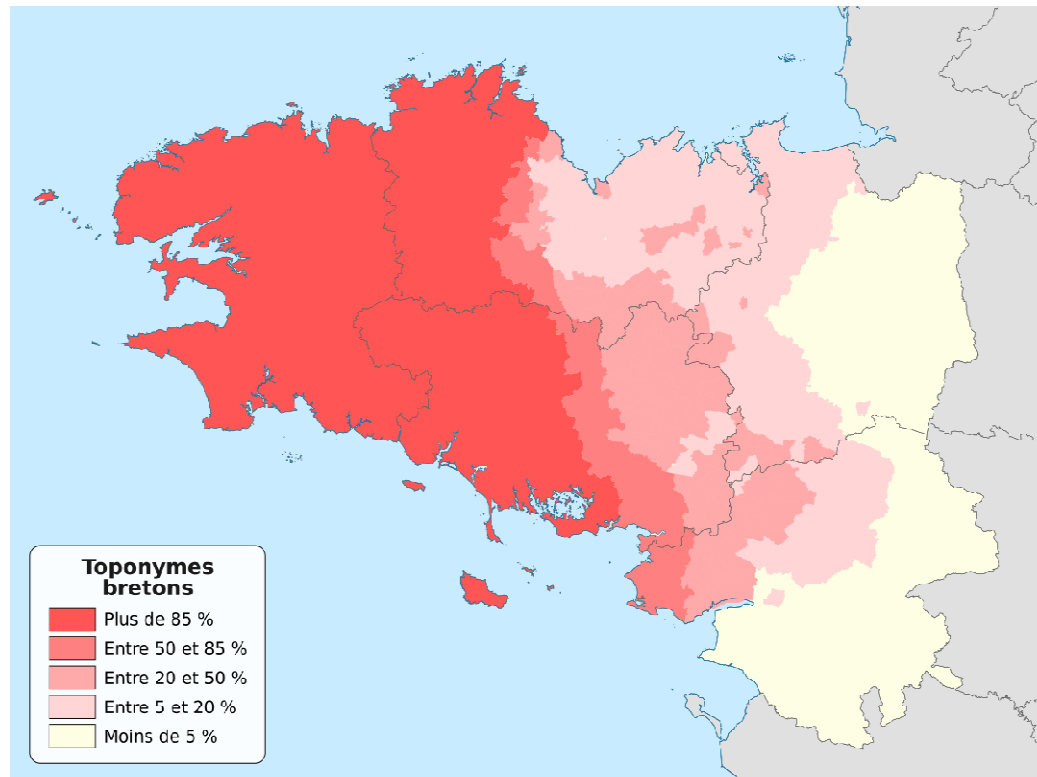 Toponymes
bretons
Plus de 85 %
Entre 50 et 85 %
Entre 20 et 50 %
Entre 5 et 20 %
Moins de 5 %